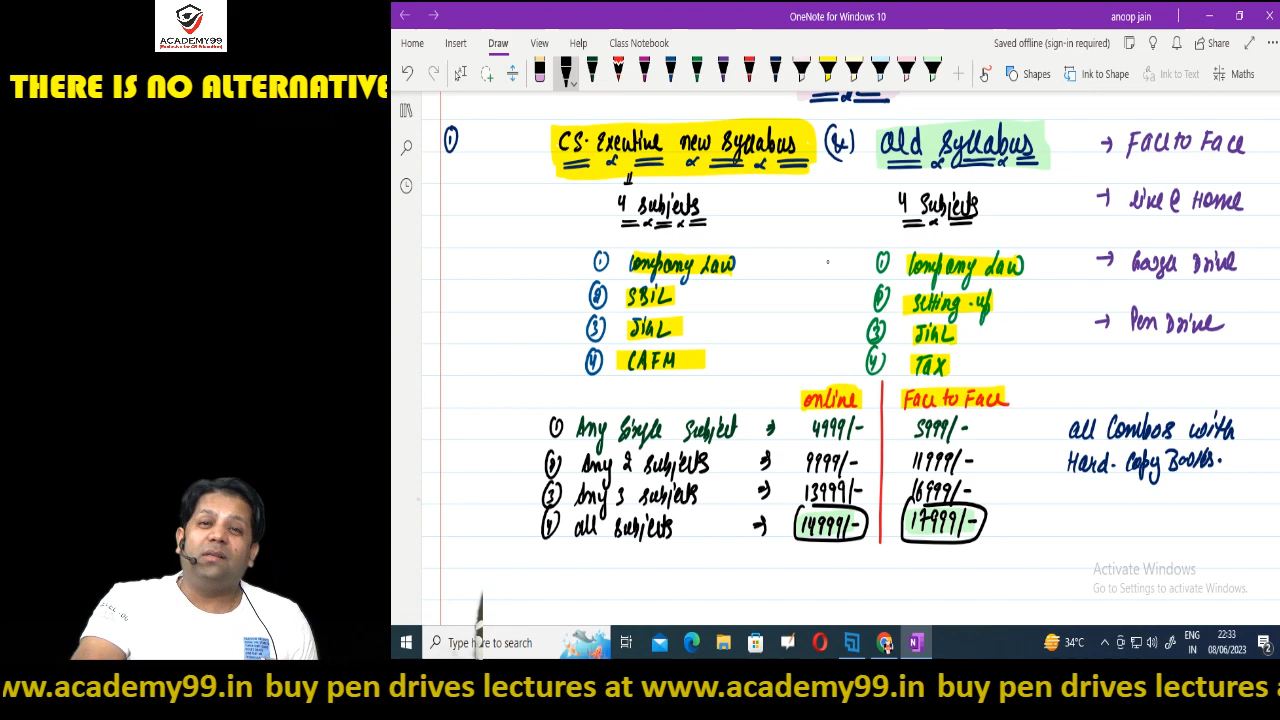 ACADEMY99
THERE IS NO ALTERNATIVE
OneNote for Windows 10
anoop jain
Home Insert Draw View Help Class Notebook
Saved offline (sign-in required)
Share
Shapes Ink to Shape Ink to Text Maths
① CS. Exutive new syllabus (&) old syllabus
→ Face to Face
4 subjects 4 subjects
→ live @ Home
① Company Law ① Company Law
→ Google Drive
② SBIL ② Setting-up
③ JIGL ③ JIGL
→ Pen Drive
④ CAFM ④ TAX
online Face to Face
① Any Single Subject ⇒ 4999/- 5999/-
② Any 2 subjects ⇒ 9999/- 11999/-
③ Any 3 subjects ⇒ 13999/- 16999/-
④ all subjects ⇒ 14999/- 17999/-
all Combos with
Hard-Copy Books.
Activate Windows
Go to Settings to activate Windows.
Type here to search
34°C
ENG
IN
22:33
08/06/2023
ww.academy99.in buy pen drives lectures at www.academy99.in buy pen drives lectures